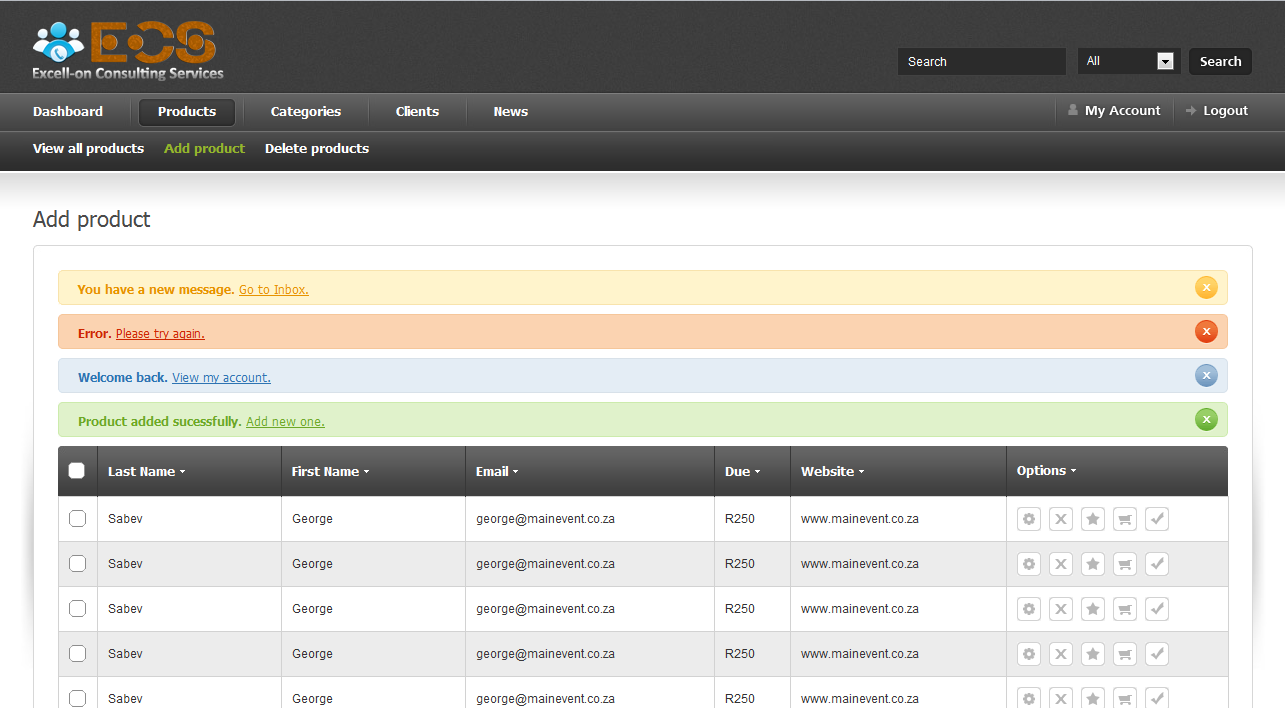 ECS
Excell-on Consulting Services
Search All Search
Dashboard Products Categories Clients News My Account Logout
View all products Add product Delete products
Add product
You have a new message. Go to Inbox.
Error. Please try again.
Welcome back. View my account.
Product added sucessfully. Add new one.
Last Name First Name Email Due Website Options
Sabev George george@mainevent.co.za R250 www.mainevent.co.za
Sabev George george@mainevent.co.za R250 www.mainevent.co.za
Sabev George george@mainevent.co.za R250 www.mainevent.co.za
Sabev George george@mainevent.co.za R250 www.mainevent.co.za
Sabev George george@mainevent.co.za R250 www.mainevent.co.za